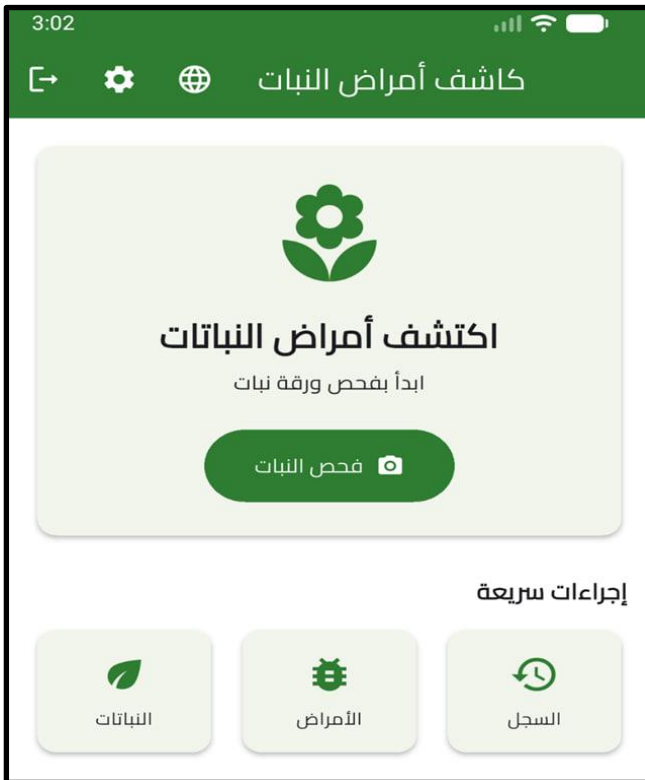 3:02
كاشف أمراض النبات
اكتشف أمراض النباتات
ابدأ بفحص ورقة نبات
فحص النبات
إجراءات سريعة
السجل
الأمراض
النباتات